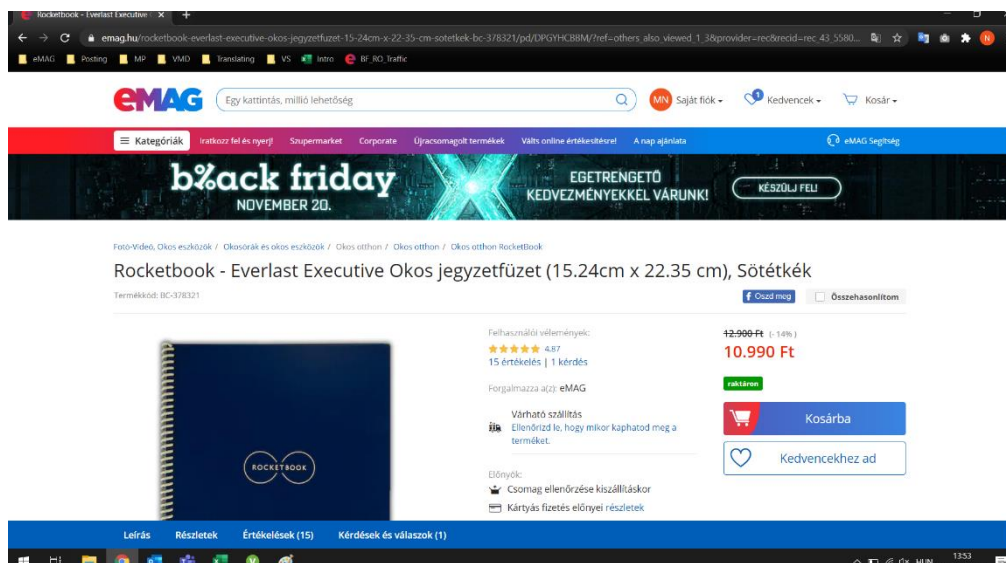 Rocketbook - Everlast Executive
emag.hu/rocketbook-everlast-executive-okos-jegyzetfuzet-15-24-cm-x-22-35-cm-sotetkek-bc-378321/pd/DPGYHCBBM/?ref=others_also_viewed_1_3&provider=rec&recid=rec_43_5580...
eMAG Posting MP VMD Translating VS Intro BF_RO_Traffic
eMAG Egy kattintás, millió lehetőség MN Saját fiók 1 Kedvencek Kosár
Kategóriák Iratkozz fel és nyerj! Szupermarket Corporate Újracsomagolt termékek Válts online értékesítésre! A nap ajánlata eMAG Segítség
b%ack friday
NOVEMBER 20.
EGETRENGETŐ
KEDVEZMÉNYEKKEL VÁRUNK!
KÉSZÜLJ FEL!
Fotó-Videó, Okos eszközök / Okosórák és okos eszközök / Okos otthon / Okos otthon / Okos otthon RocketBook
Rocketbook - Everlast Executive Okos jegyzetfüzet (15.24cm x 22.35 cm), Sötétkék
Termékkód: BC-378321
f Oszd meg Összehasonlítom
ROCKETBOOK
Felhasználói vélemények:
4.87
15 értékelés | 1 kérdés
Forgalmazza a(z): eMAG
Várható szállítás
Ellenőrizd le, hogy mikor kaphatod meg a
terméket.
Előnyök:
Csomag ellenőrzése kiszállításkor
Kártyás fizetés előnyei részletek
12.900 Ft (- 14% )
10.990 Ft
raktáron
Kosárba
Kedvencekhez ad
Leírás Részletek Értékelések (15) Kérdések és válaszok (1)
HUN 13:53